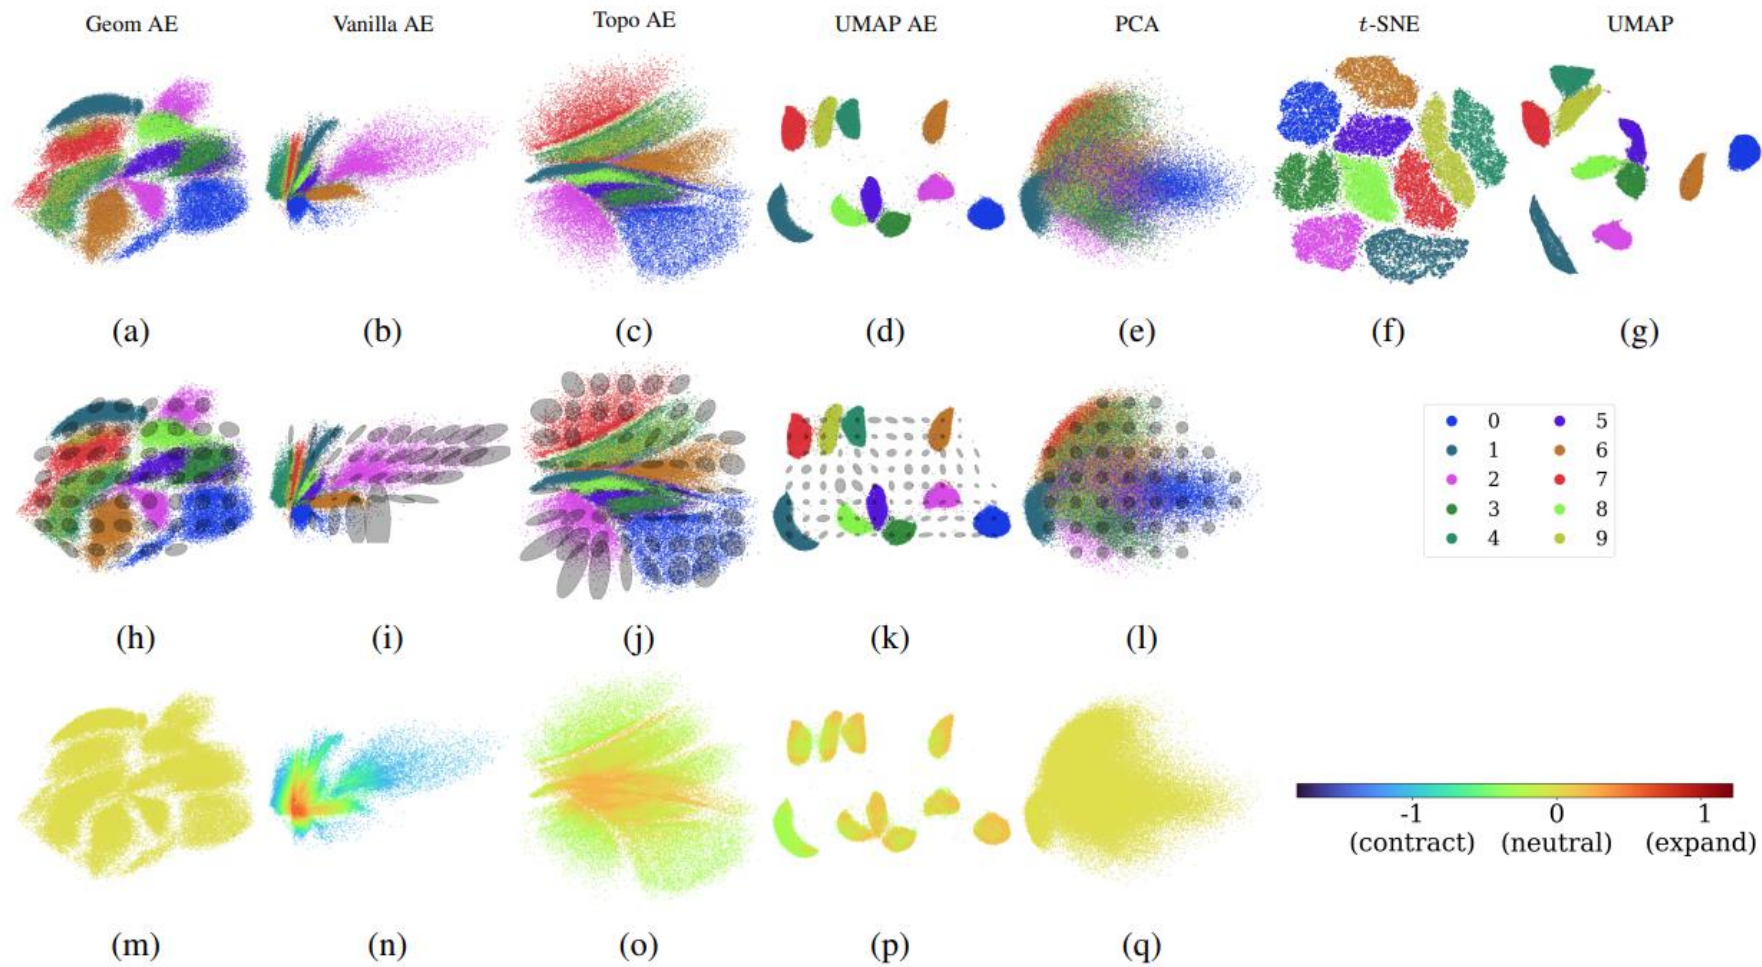 Geom AE Vanilla AE Topo AE UMAP AE PCA t-SNE UMAP
(a) (b) (c) (d) (e) (f) (g)
0 5
1 6
2 7
3 8
4 9
(h) (i) (j) (k) (l)
-1 0 1
(contract) (neutral) (expand)
(m) (n) (o) (p) (q)